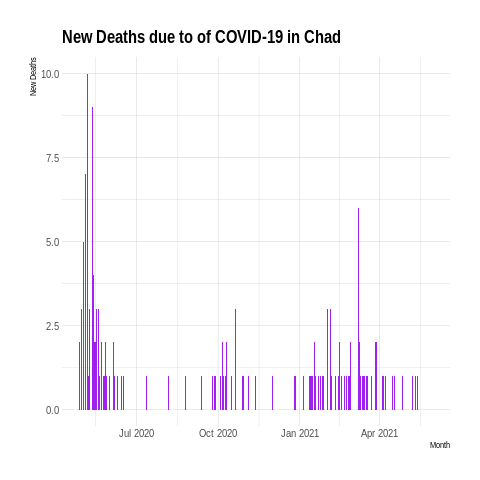 New Deaths due to of COVID-19 in Chad
New Deaths
10.0
7.5
5.0
2.5
0.0
Jul 2020 Oct 2020 Jan 2021 Apr 2021
Month